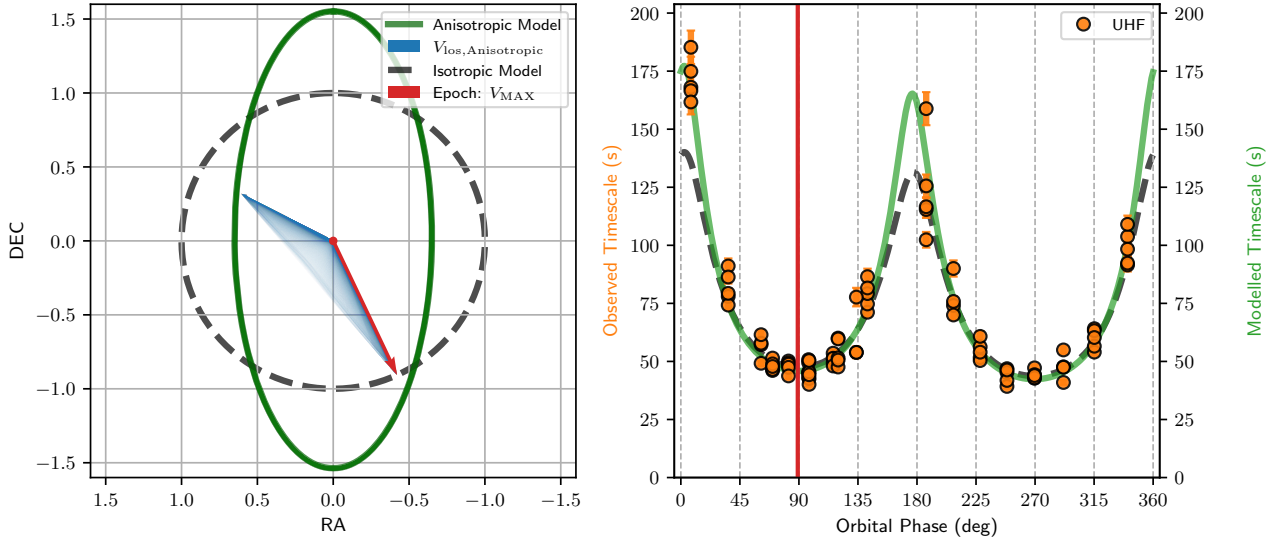 Anisotropic Model
V_los,Anisotropic
Isotropic Model
Epoch: V_MAX
1.5
1.0
0.5
0.0
−0.5
−1.0
−1.5
DEC
1.5 1.0 0.5 0.0 −0.5 −1.0 −1.5
RA
UHF
200
175
150
125
100
75
50
25
0
Observed Timescale (s)
0 45 90 135 180 225 270 315 360
Orbital Phase (deg)
200
175
150
125
100
75
50
25
0
Modelled Timescale (s)